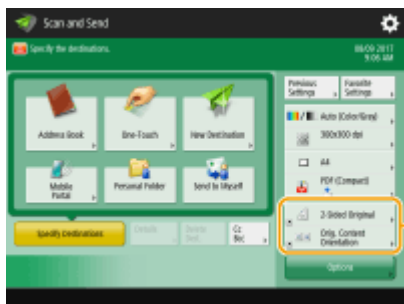 Scan and Send
Specify the destinations.
08/09 2017
9:06 AM
Previous
Settings
Favorite
Settings
Address Book
One-Touch
New Destination
Mobile
Portal
Personal Folder
Send to Myself
Auto (Color/Gray)
300x300 dpi
A4
PDF (Compact)
2-Sided Original
Orig. Content
Orientation
Specify Destinations
Details
Delete
Dest.
Cc
Bcc
Options